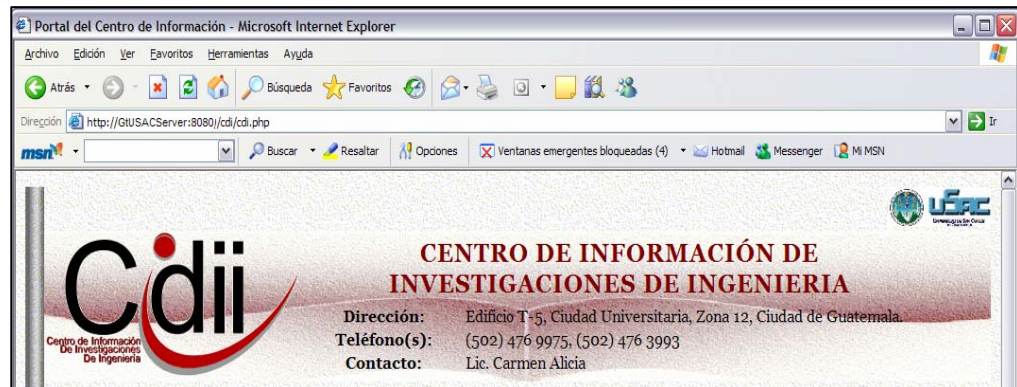 Portal del Centro de Información - Microsoft Internet Explorer
Archivo Edición Ver Favoritos Herramientas Ayuda
Atrás Búsqueda Favoritos
Dirección http://GtUSACServer:8080//cdi/cdi.php Ir
msn Buscar Resaltar Opciones Ventanas emergentes bloqueadas (4) Hotmail Messenger Mi MSN
USAC
Cdii
Centro de Información
De Investigaciones
De Ingeniería
CENTRO DE INFORMACIÓN DE
INVESTIGACIONES DE INGENIERIA
Dirección: Edificio T-5, Ciudad Universitaria, Zona 12, Ciudad de Guatemala.
Teléfono(s): (502) 476 9975, (502) 476 3993
Contacto: Lic. Carmen Alicia